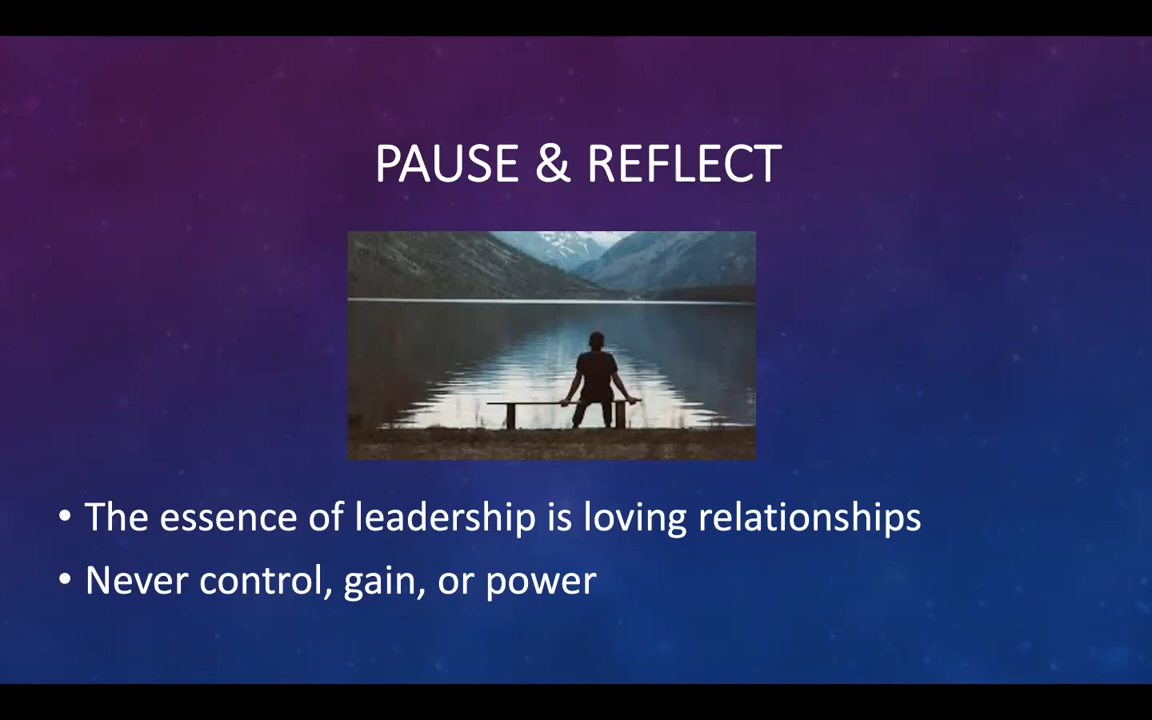 PAUSE & REFLECT
• The essence of leadership is loving relationships
• Never control, gain, or power